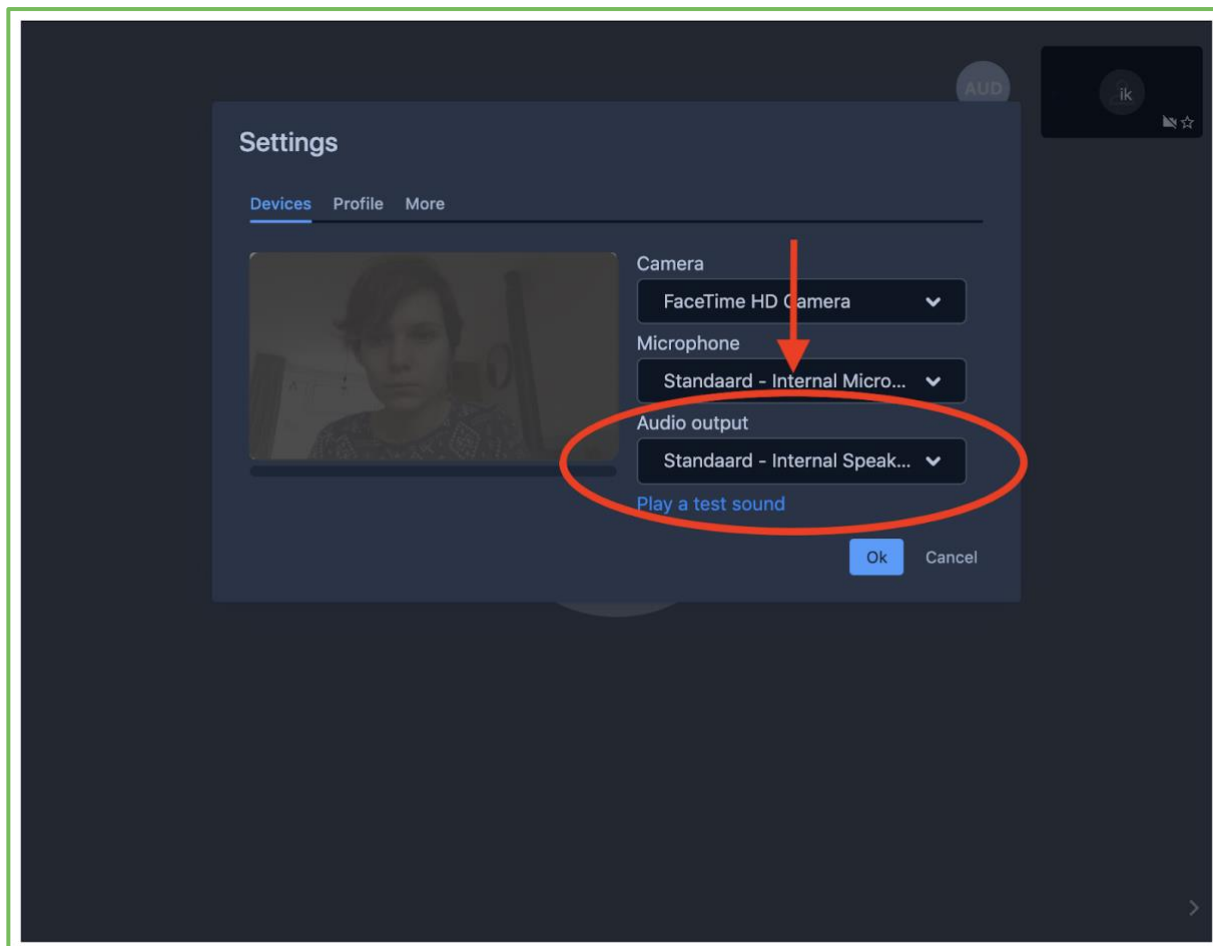 AUD
ik
Settings
Devices Profile More
Camera
FaceTime HD Camera
Microphone
Standaard - Internal Micro...
Audio output
Standaard - Internal Speak...
Play a test sound
Ok Cancel